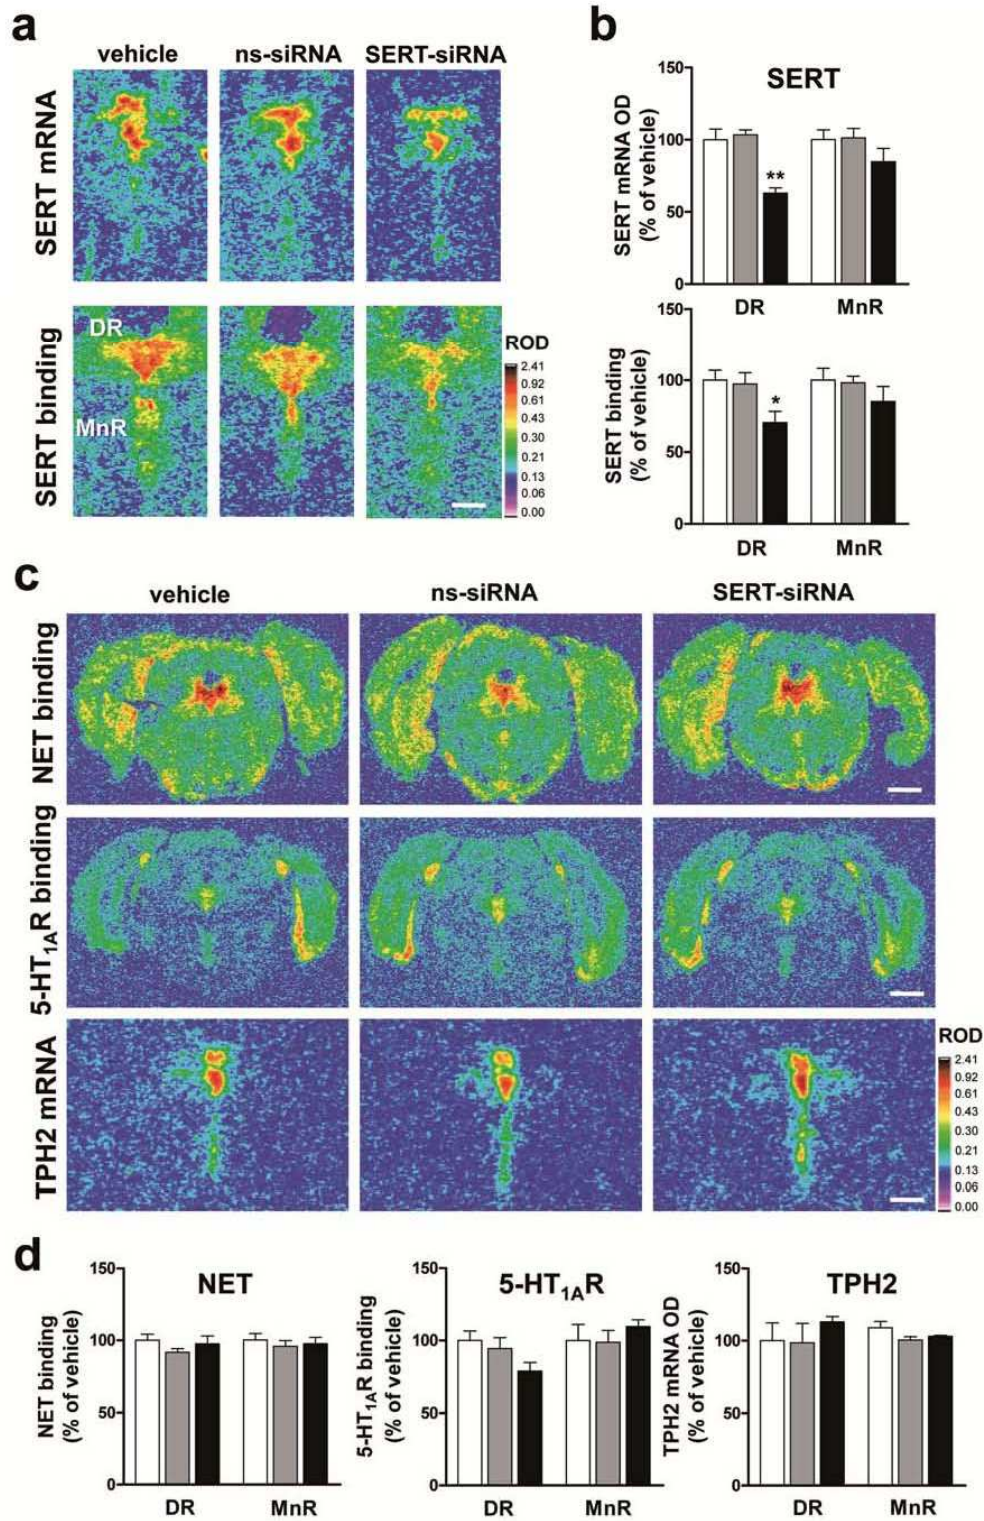 a
vehicle ns-siRNA SERT-siRNA
SERT mRNA
SERT binding
DR
MnR
ROD
2.41
0.92
0.61
0.43
0.30
0.21
0.13
0.06
0.00
b
SERT
SERT mRNA OD
(% of vehicle)
150
100
50
0
**
DR MnR
SERT binding
(% of vehicle)
150
100
50
0
*
DR MnR
c
vehicle ns-siRNA SERT-siRNA
NET binding
5-HT1AR binding
TPH2 mRNA
ROD
2.41
0.92
0.61
0.43
0.30
0.21
0.13
0.06
0.00
d
NET
NET binding
(% of vehicle)
150
100
50
0
DR MnR
5-HT1AR
5-HT1AR binding
(% of vehicle)
150
100
50
0
DR MnR
TPH2
TPH2 mRNA OD
(% of vehicle)
150
100
50
0
DR MnR